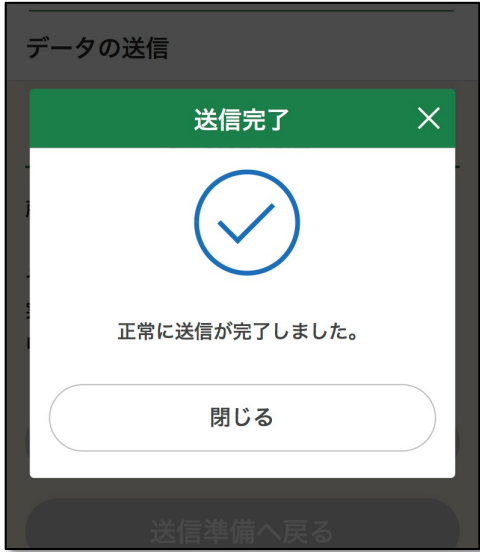 データの送信
送信完了
正常に送信が完了しました。
閉じる
送信準備へ戻る